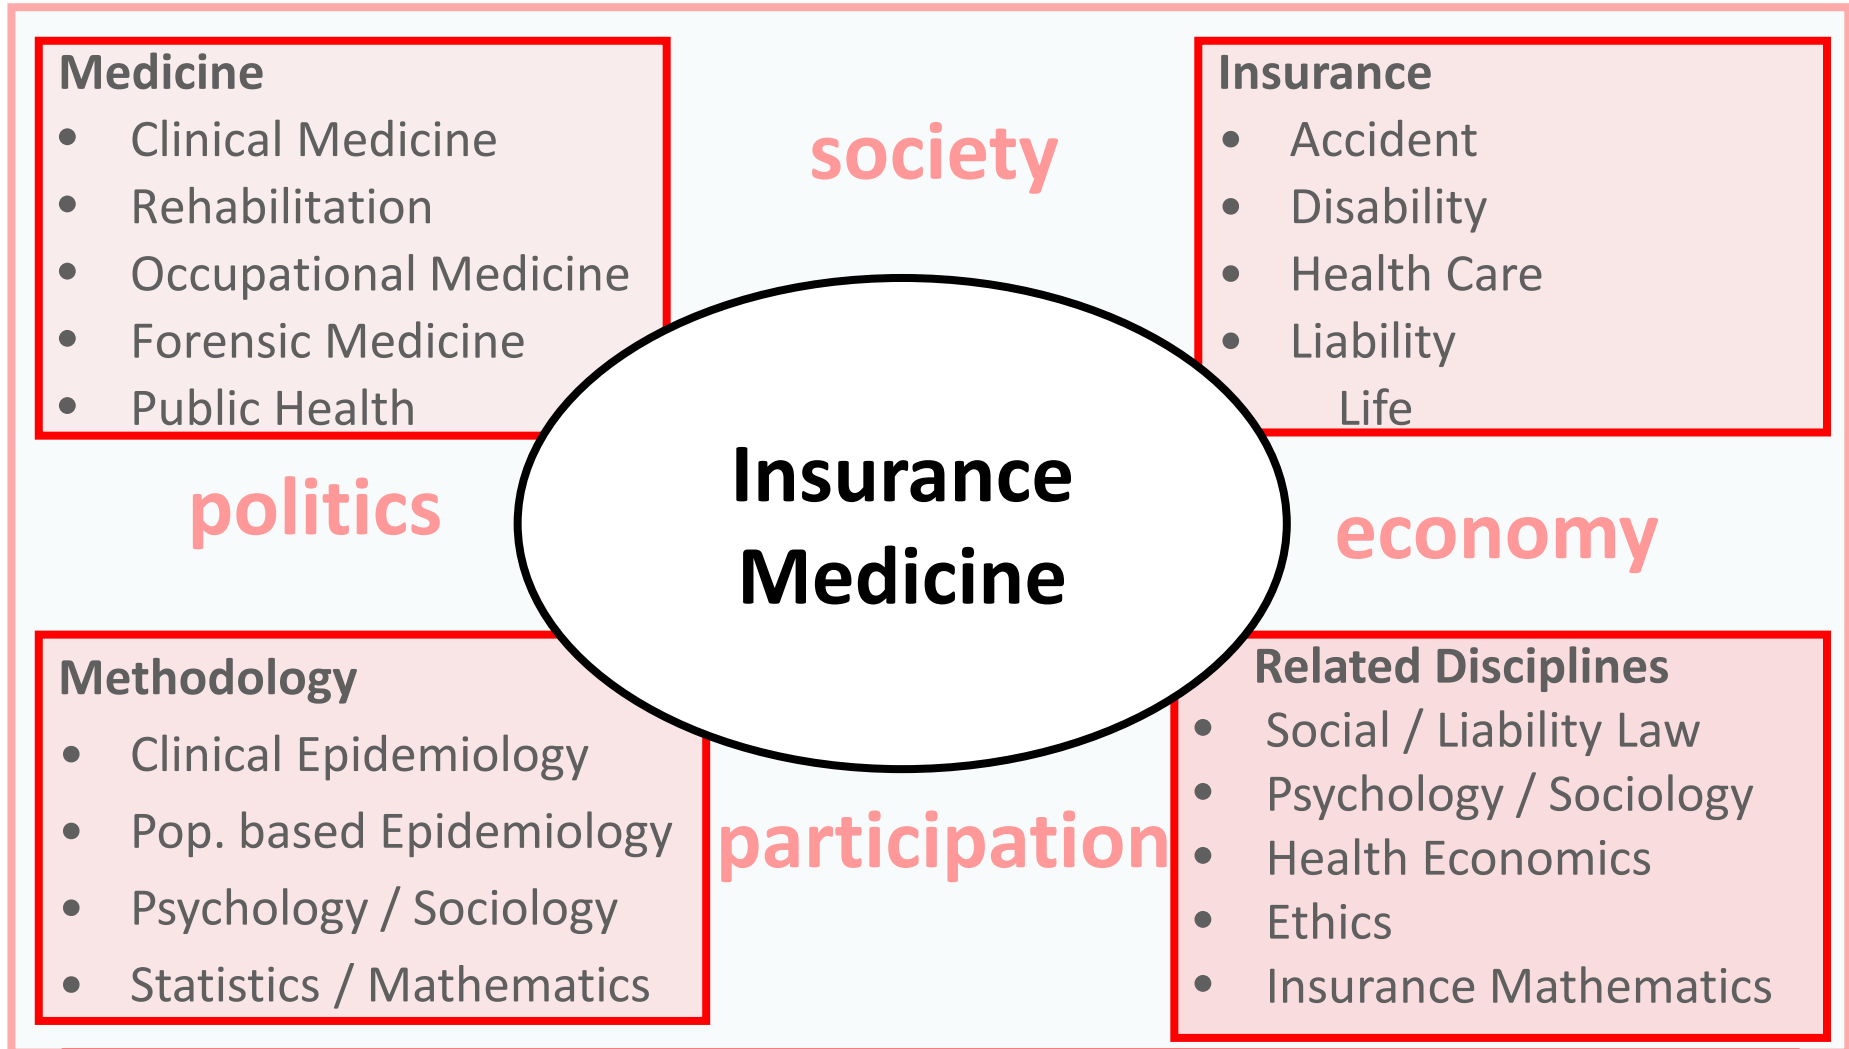 Medicine
• Clinical Medicine
• Rehabilitation
• Occupational Medicine
• Forensic Medicine
• Public Health
society
Insurance
• Accident
• Disability
• Health Care
• Liability
Life
politics
Insurance
Medicine
economy
Methodology
• Clinical Epidemiology
• Pop. based Epidemiology
• Psychology / Sociology
• Statistics / Mathematics
participation
Related Disciplines
• Social / Liability Law
• Psychology / Sociology
• Health Economics
• Ethics
• Insurance Mathematics